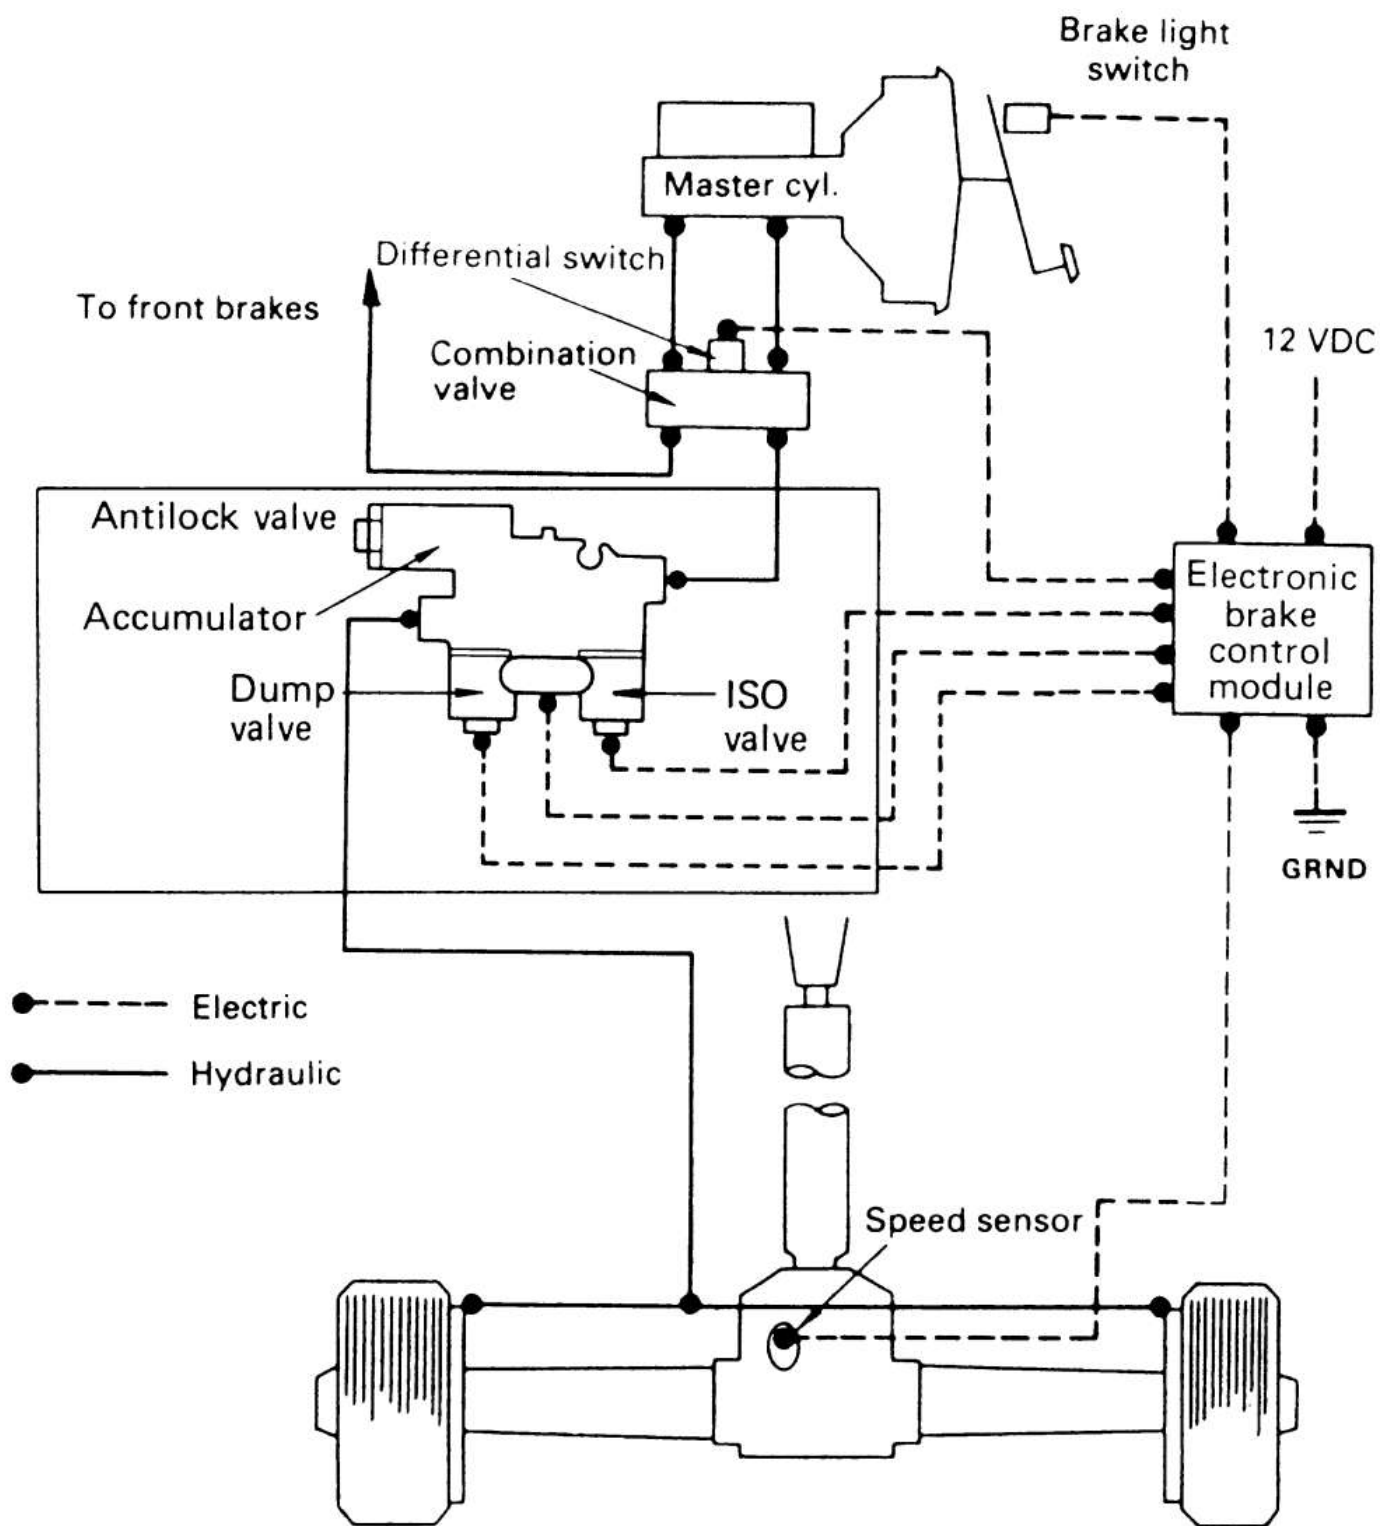 Brake light
switch
Master cyl.
Differential switch
To front brakes
Combination
valve
12 VDC
Antilock valve
Accumulator
Dump
valve
ISO
valve
Electronic
brake
control
module
GRND
Electric
Hydraulic
Speed sensor